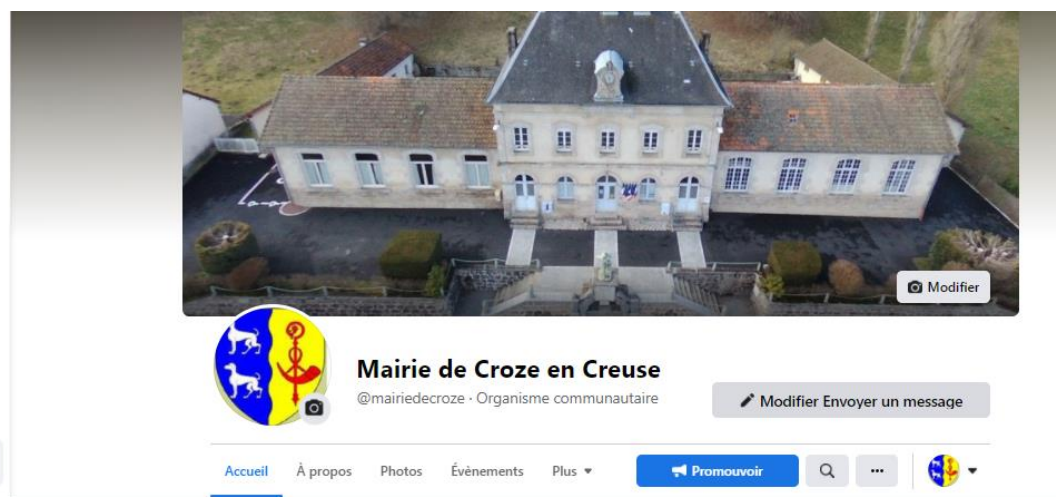 Modifier
Mairie de Croze en Creuse
@mairiedecroze · Organisme communautaire
Modifier Envoyer un message
Accueil
À propos
Photos
Évènements
Plus
Promouvoir